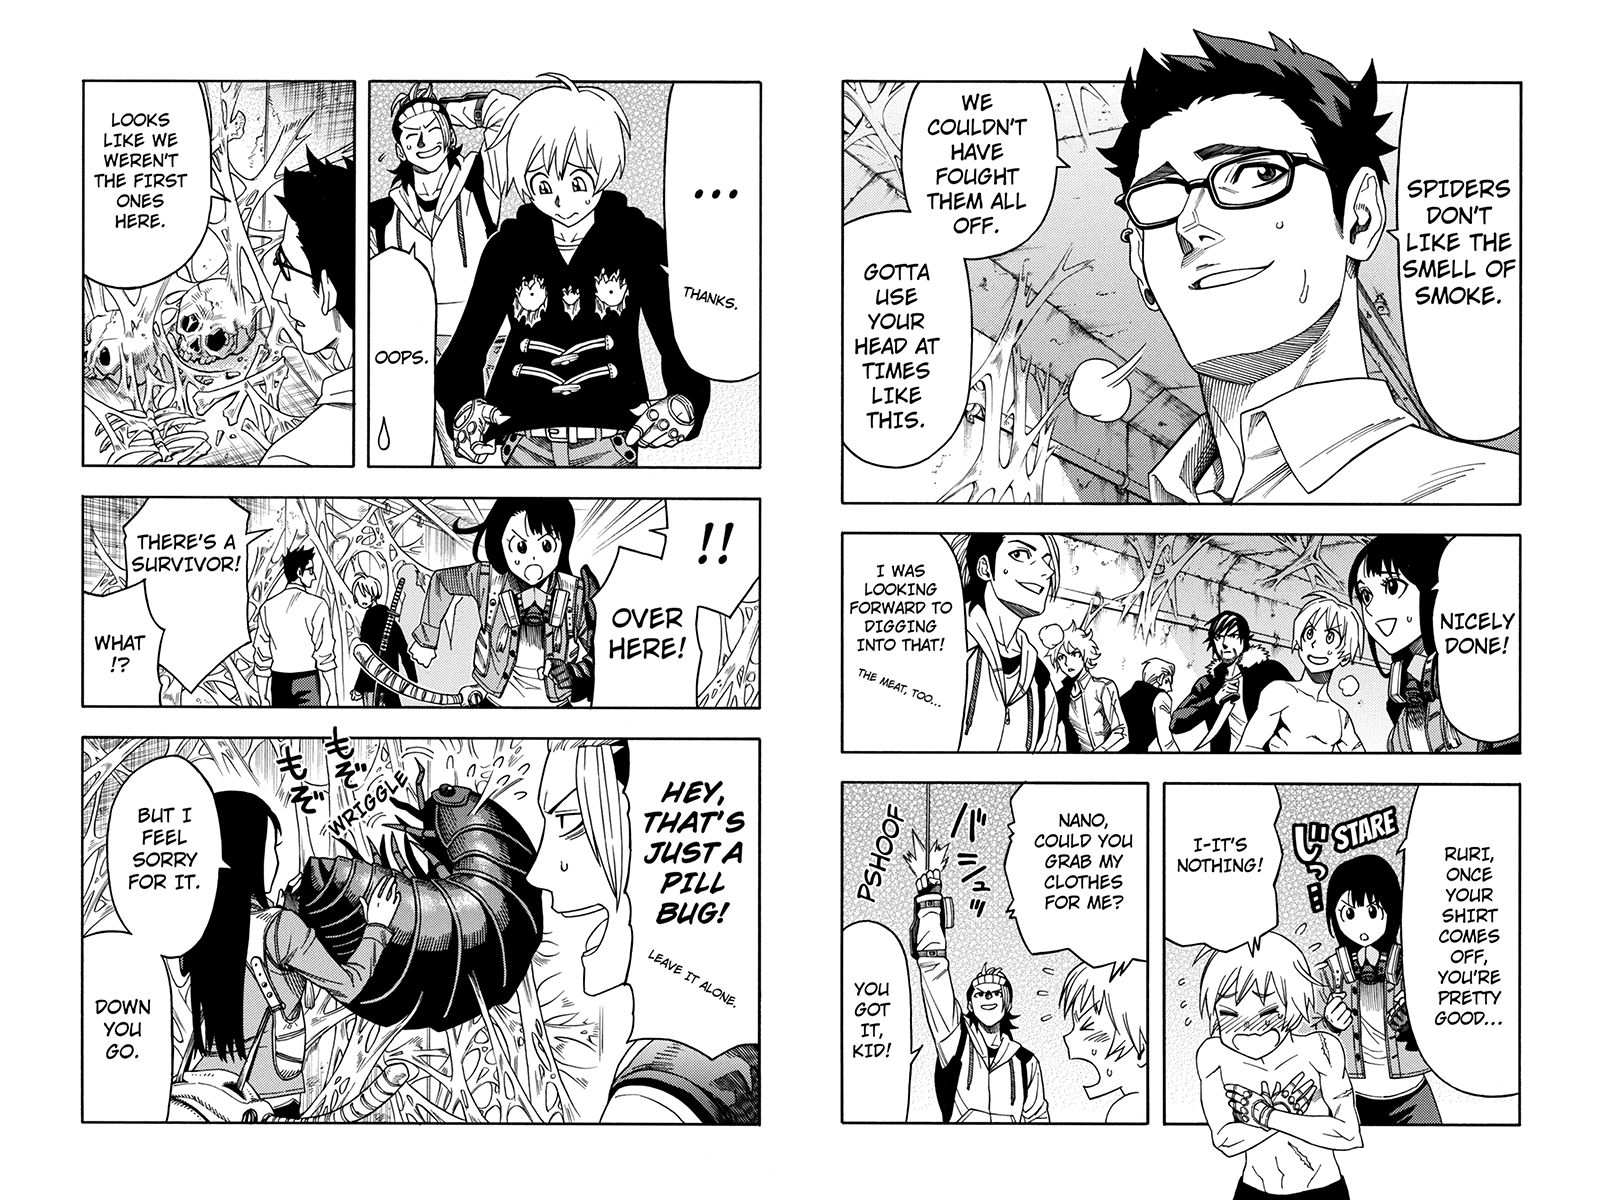 SPIDERS
DON'T
LIKE THE
SMELL OF
SMOKE.
WE
COULDN'T
HAVE
FOUGHT
THEM ALL
OFF.
GOTTA
USE
YOUR
HEAD AT
TIMES
LIKE
THIS.
NICELY
DONE!
I WAS
LOOKING
FORWARD TO
DIGGING
INTO THAT!
THE MEAT, TOO...
RURI,
ONCE
YOUR
SHIRT
COMES
OFF,
YOU'RE
PRETTY
GOOD...
STARE
じっ…
I-IT'S
NOTHING!
NANO,
COULD YOU
GRAB MY
CLOTHES
FOR ME?
バシュッ
PSHOOF
YOU
GOT
IT,
KID!
...
THANKS.
OOPS.
LOOKS
LIKE WE
WEREN'T
THE FIRST
ONES
HERE.
!!
OVER
HERE!
THERE'S A
SURVIVOR!
WHAT
!?
HEY,
THAT'S
JUST A
PILL
BUG!
LEAVE IT ALONE.
もぞ
もぞ
WRIGGLE
BUT I
FEEL
SORRY
FOR IT.
DOWN
YOU
GO.